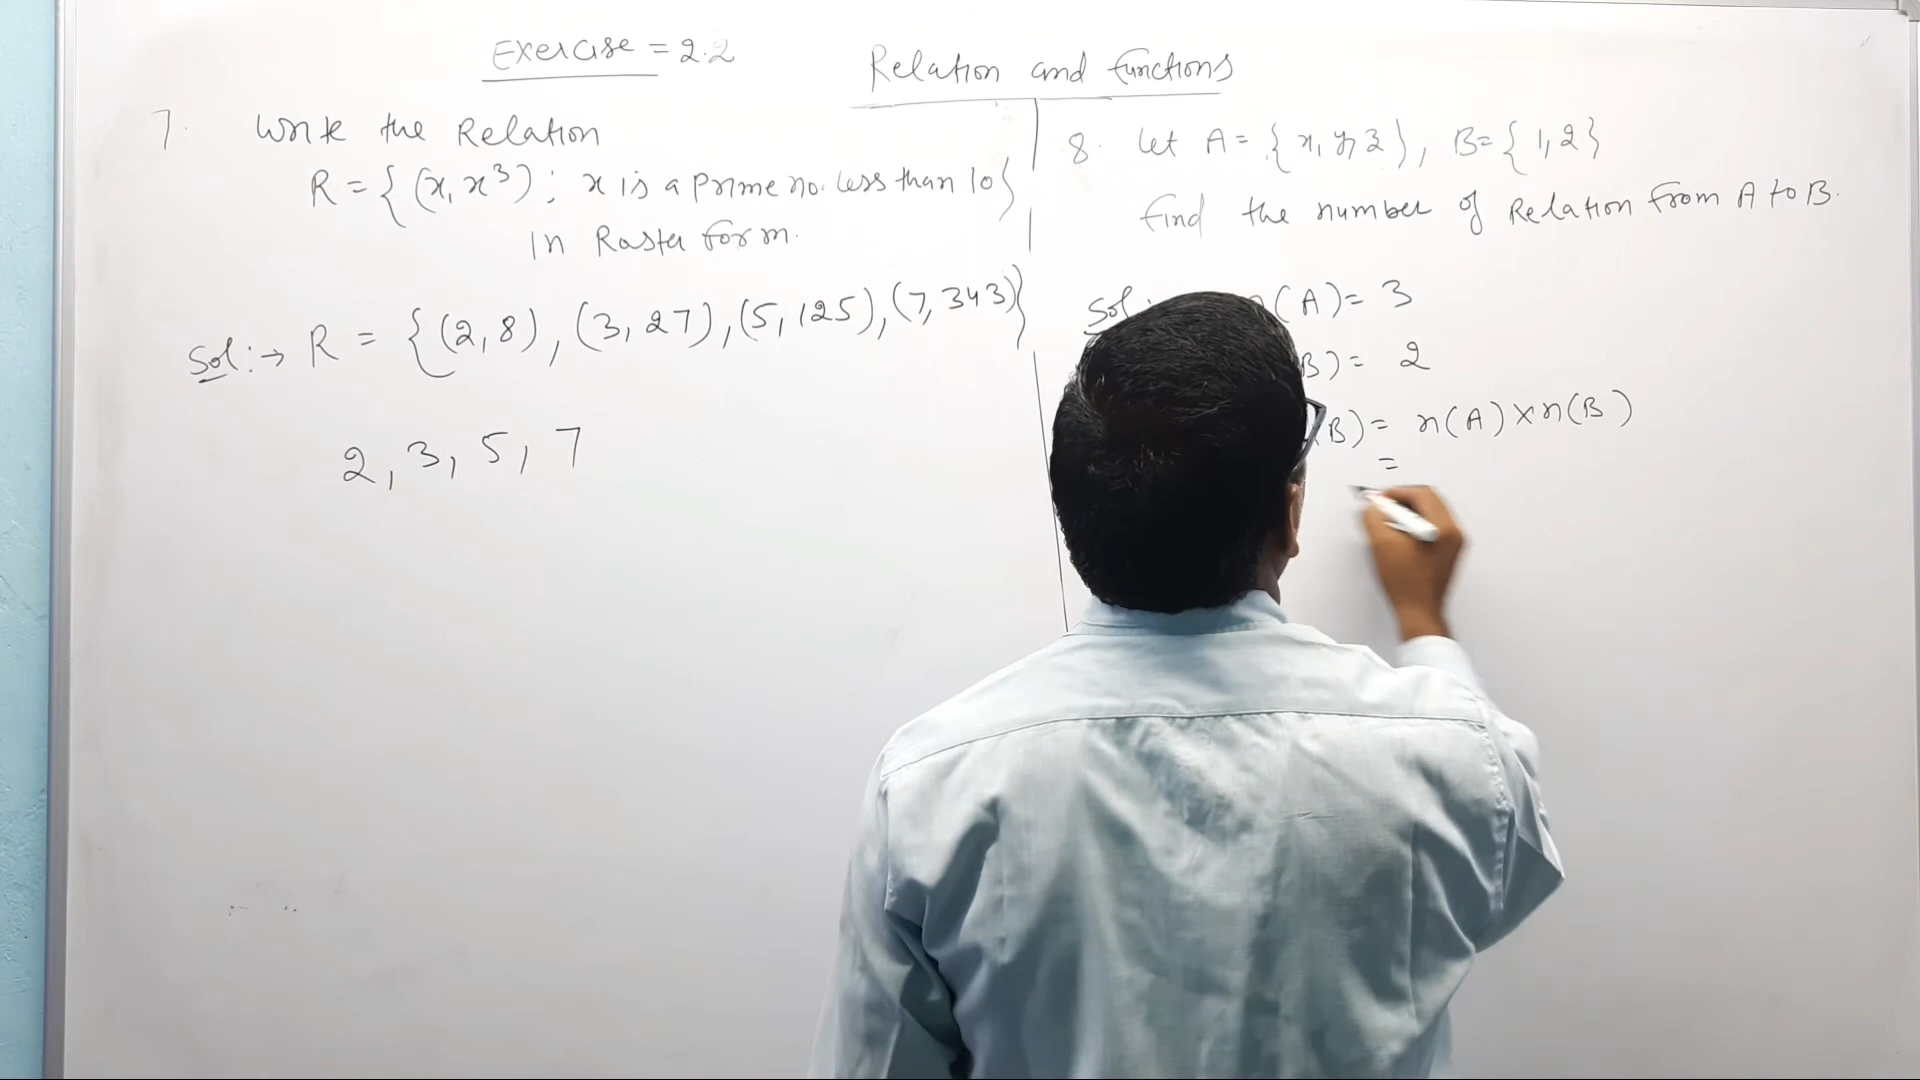 Exercise = 2.2
Relation and functions
7. Write the Relation
R = { (x, x³) ; x is a prime no. less than 10 }
in Roster form.
Sol :→ R = { (2,8), (3,27), (5,125), (7,343) }
2, 3, 5, 7
8. Let A = { x, y, z }, B = { 1, 2 }
find the number of Relation from A to B.
Sol (A) = 3
B) = 2
B) = n(A) × n(B)
=